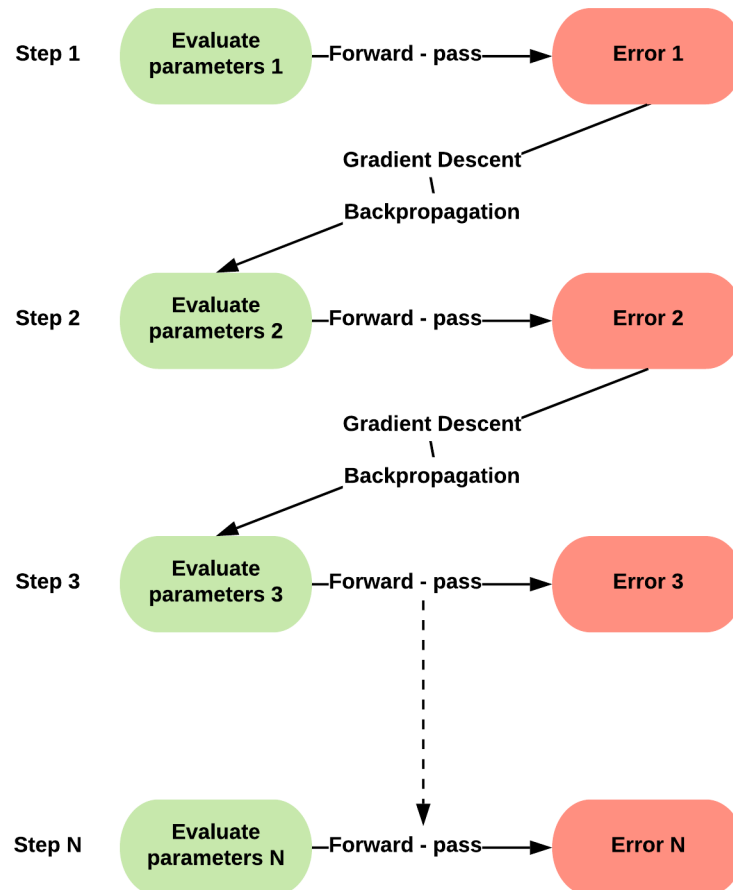 Step 1
Evaluate
parameters 1
Forward - pass
Error 1
Gradient Descent
\
Backpropagation
Step 2
Evaluate
parameters 2
Forward - pass
Error 2
Gradient Descent
\
Backpropagation
Step 3
Evaluate
parameters 3
Forward - pass
Error 3
Step N
Evaluate
parameters N
Forward - pass
Error N